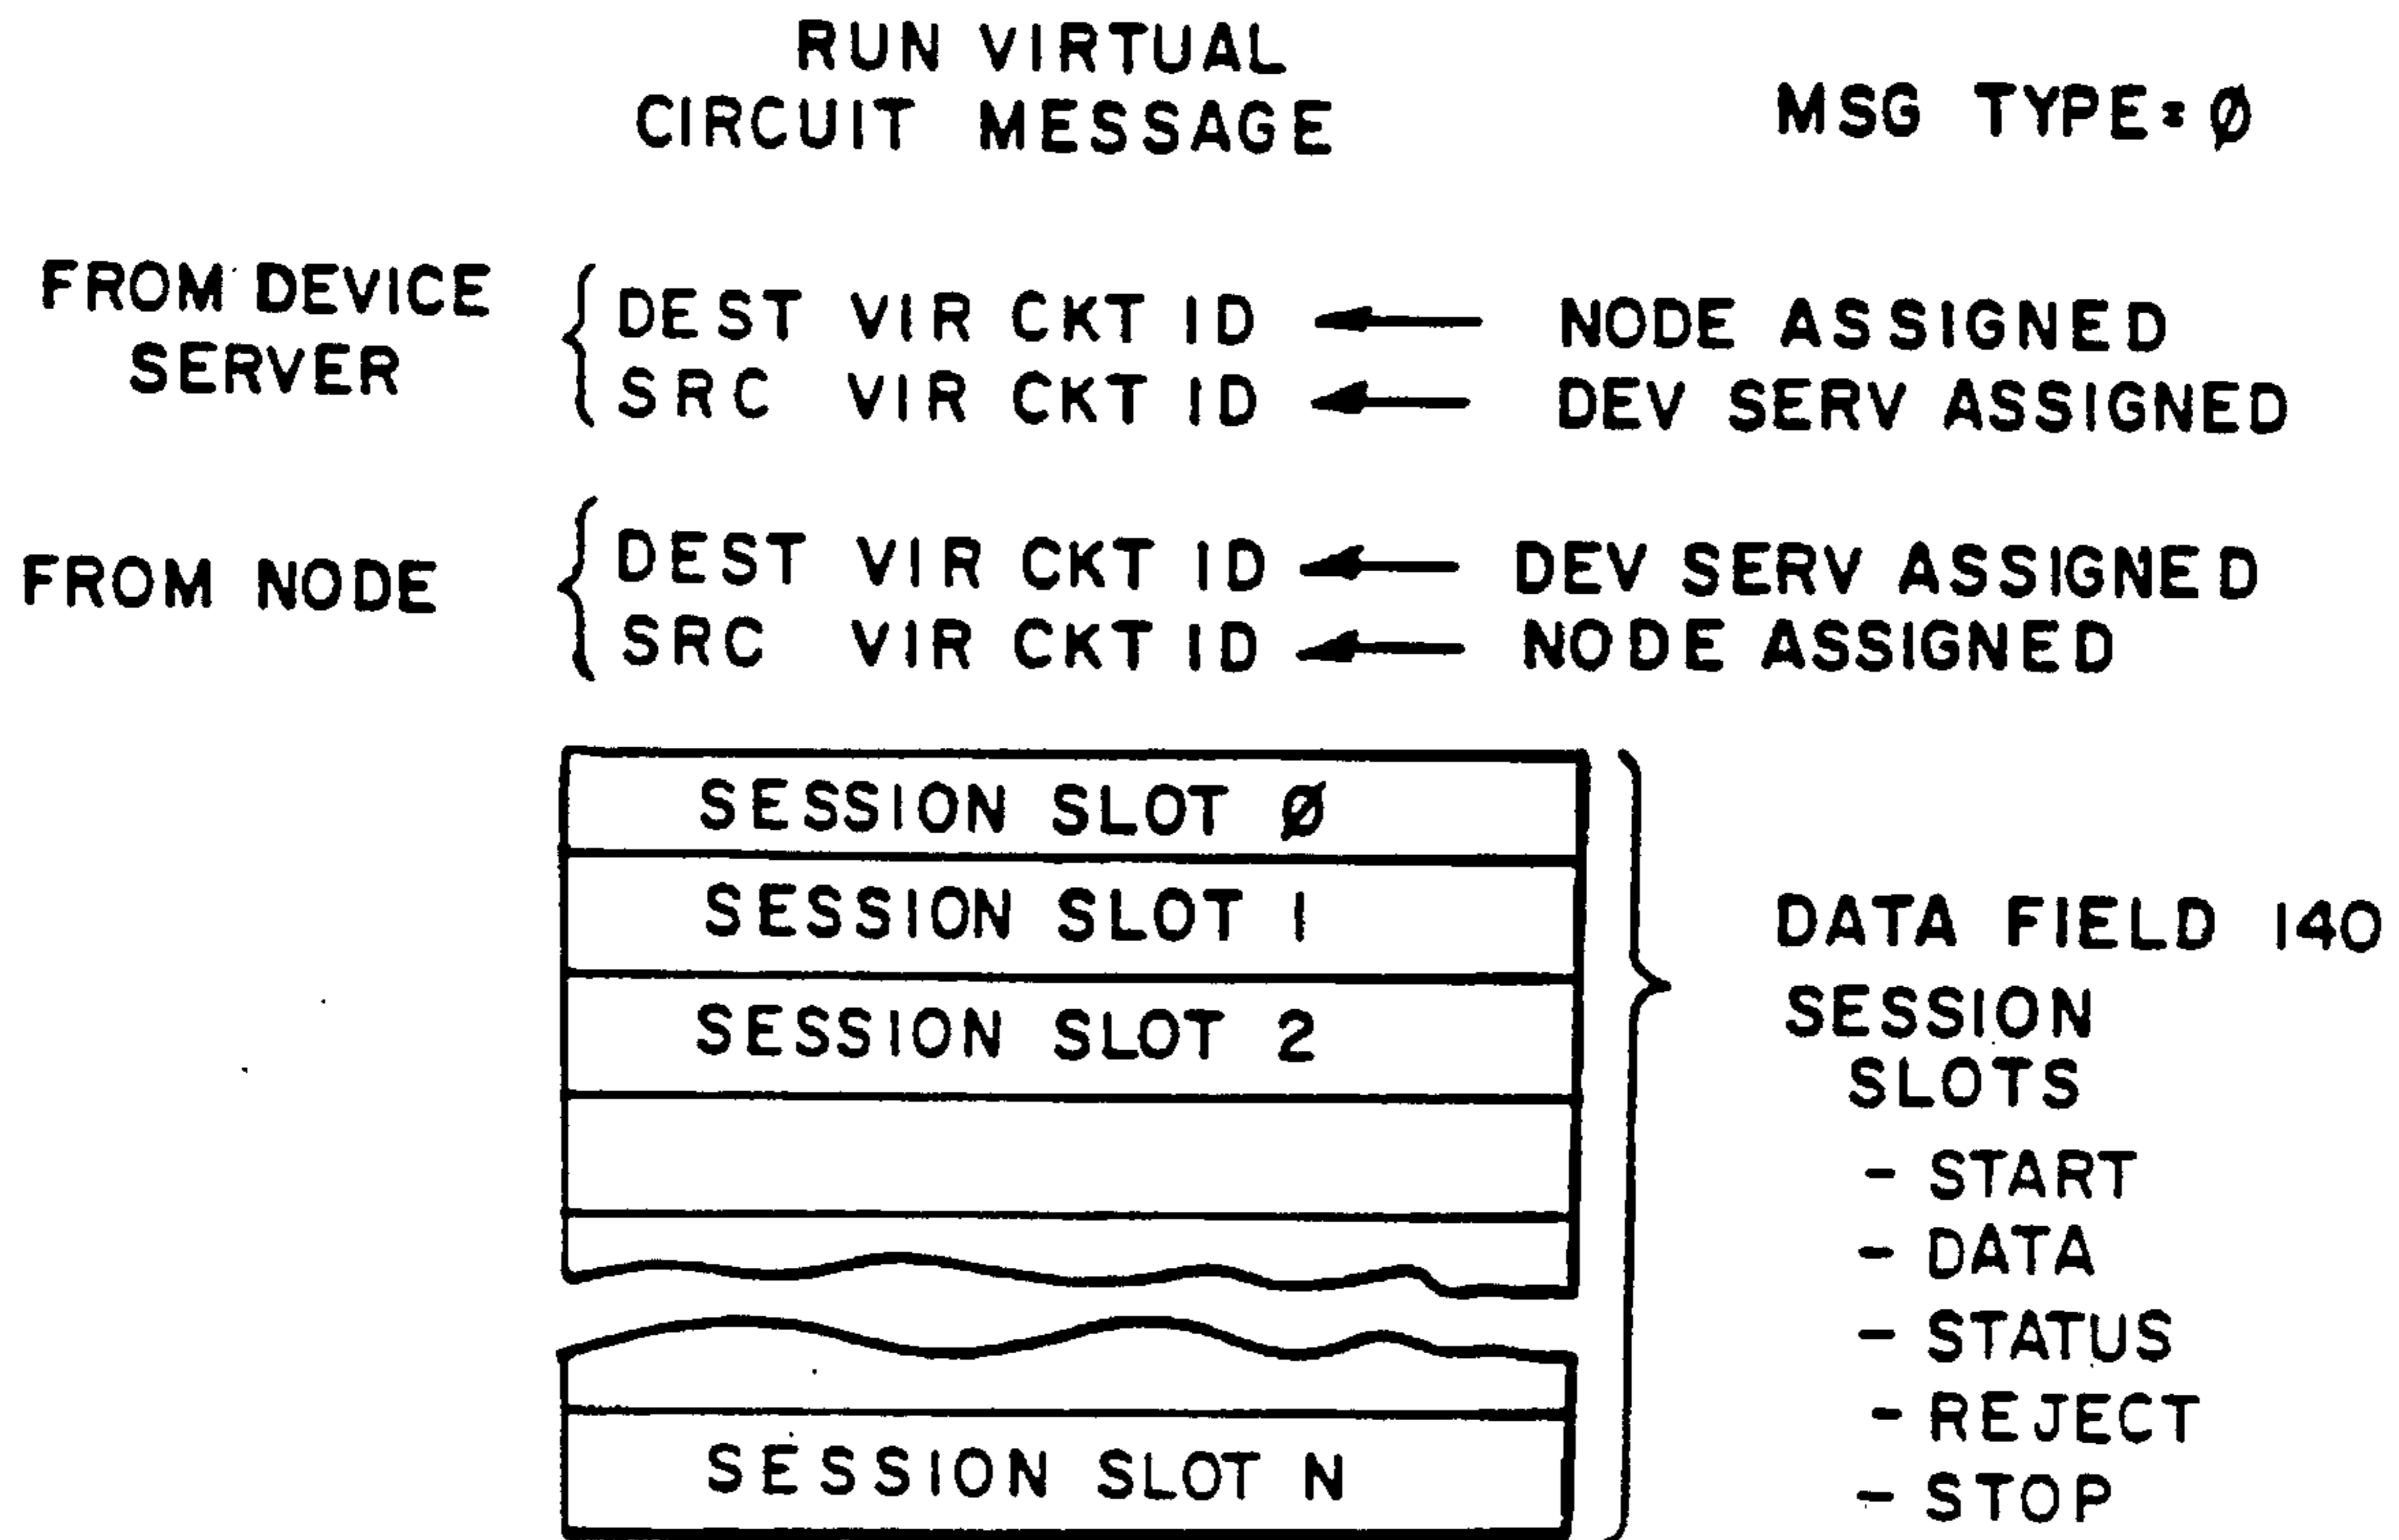 RUN VIRTUAL
CIRCUIT MESSAGE
MSG TYPE=Ø
FROM DEVICE
SERVER
DEST VIR CKT ID
NODE ASSIGNED
SRC VIR CKT ID
DEV SERV ASSIGNED
FROM NODE
DEST VIR CKT ID
DEV SERV ASSIGNED
SRC VIR CKT ID
NODE ASSIGNED
SESSION SLOT Ø
SESSION SLOT 1
SESSION SLOT 2
SESSION SLOT N
DATA FIELD 140
SESSION
SLOTS
- START
- DATA
- STATUS
- REJECT
- STOP